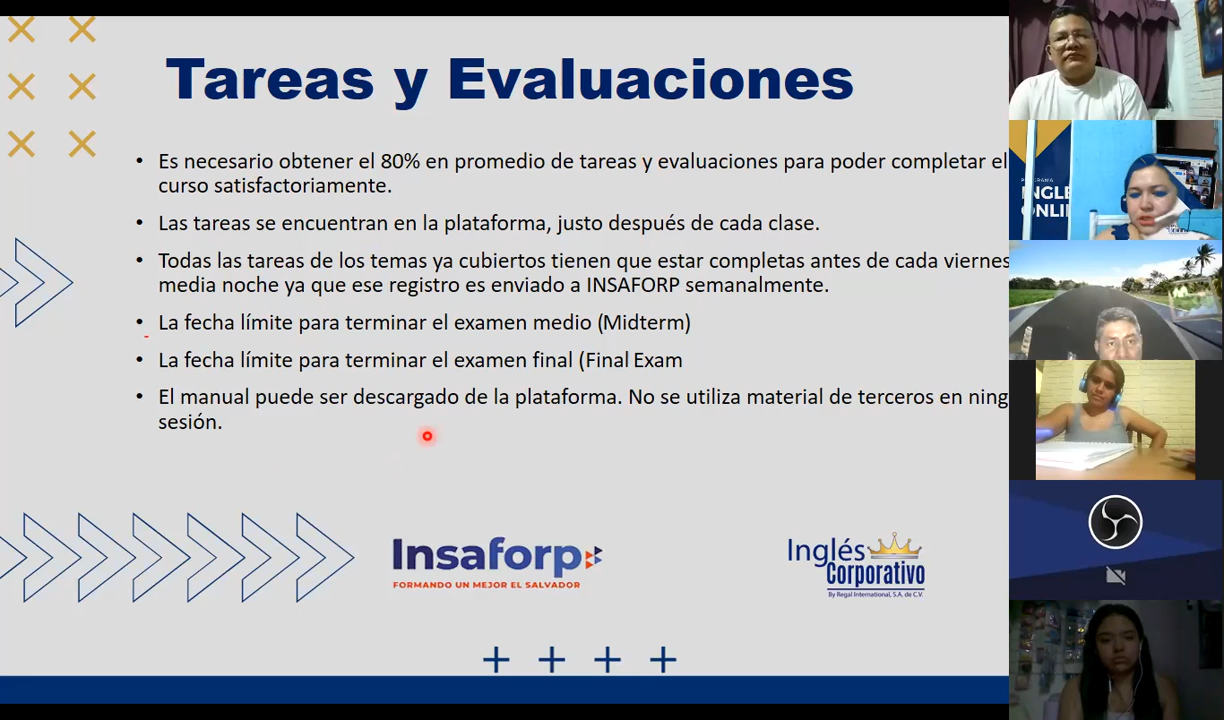 Tareas y Evaluaciones
• Es necesario obtener el 80% en promedio de tareas y evaluaciones para poder completar el
curso satisfactoriamente.
• Las tareas se encuentran en la plataforma, justo después de cada clase.
• Todas las tareas de los temas ya cubiertos tienen que estar completas antes de cada viernes
media noche ya que ese registro es enviado a INSAFORP semanalmente.
• La fecha límite para terminar el examen medio (Midterm)
• La fecha límite para terminar el examen final (Final Exam
• El manual puede ser descargado de la plataforma. No se utiliza material de terceros en ning
sesión.
Insaforp
FORMANDO UN MEJOR EL SALVADOR
Inglés
Corporativo
By Regal International, S.A. de C.V.
PROGRAMA
INGLE
ONLI